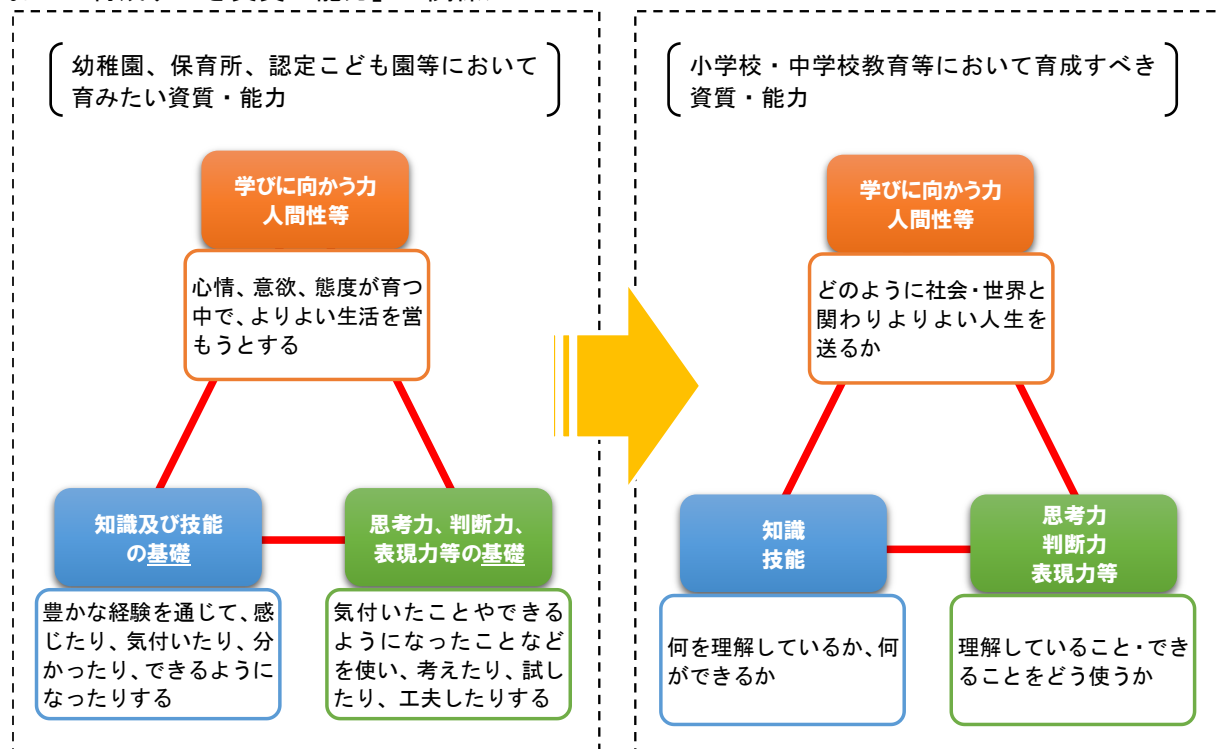 幼稚園、保育所、認定こども園等において
育みたい資質・能力
学びに向かう力
人間性等
心情、意欲、態度が育つ
中で、よりよい生活を営
もうとする
知識及び技能
の基礎
豊かな経験を通じて、感
じたり、気付いたり、分
かったり、できるように
なったりする
思考力、判断力、
表現力等の基礎
気付いたことやできる
ようになったことなど
を使い、考えたり、試し
たり、工夫したりする
小学校・中学校教育等において育成すべき
資質・能力
学びに向かう力
人間性等
どのように社会・世界と
関わりよりよい人生を
送るか
知識
技能
何を理解しているか、何
ができるか
思考力
判断力
表現力等
理解していること・でき
ることをどう使うか